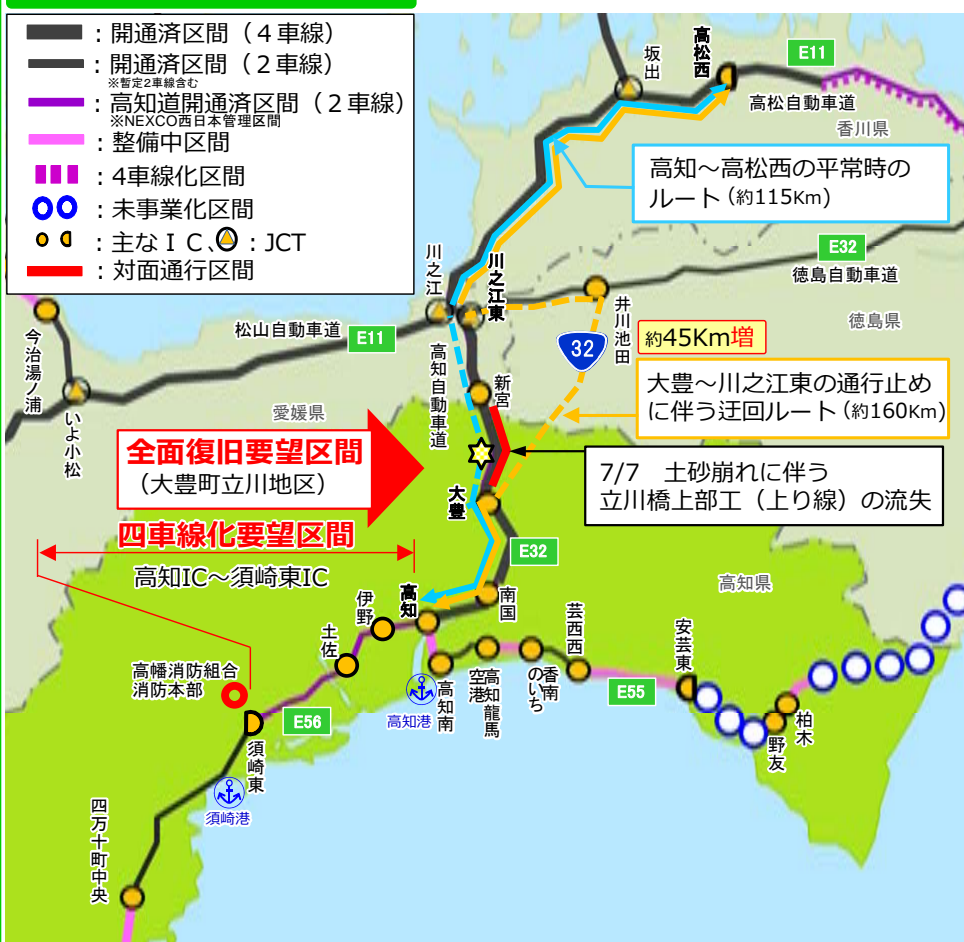 ：開通済区間（４車線）
：開通済区間（２車線）
※暫定2車線含む
：高知道開通済区間（２車線）
※NEXCO西日本管理区間
：整備中区間
：4車線化区間
：未事業化区間
：主なＩＣ、：JCT
：対面通行区間
坂出
高松西
E11
高松自動車道
香川県
高知～高松西の平常時の
ルート（約115Km）
E32
徳島自動車道
徳島県
川之江
川之江東
井川池田
32
約45Km増
松山自動車道
E11
今治湯ノ浦
いよ小松
愛媛県
高知自動車道
新宮
大豊～川之江東の通行止め
に伴う迂回ルート（約160Km）
全面復旧要望区間
（大豊町立川地区）
7/7　土砂崩れに伴う
立川橋上部工（上り線）の流失
大豊
四車線化要望区間
高知IC～須崎東IC
E32
高知県
高知
南国
伊野
土佐
高幡消防組合
消防本部
E56
須崎東
須崎港
四万十町中央
高知港
高知南
高知龍馬
空港
香南
のいち
芸西西
E55
安芸東
野友
柏木